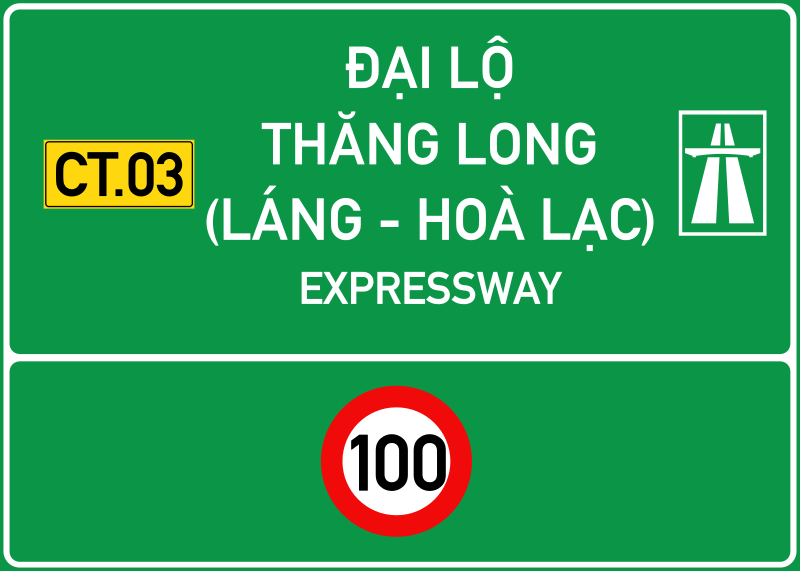 ĐẠI LỘ
THĂNG LONG
CT.03
(LÁNG - HOÀ LẠC)
EXPRESSWAY
100